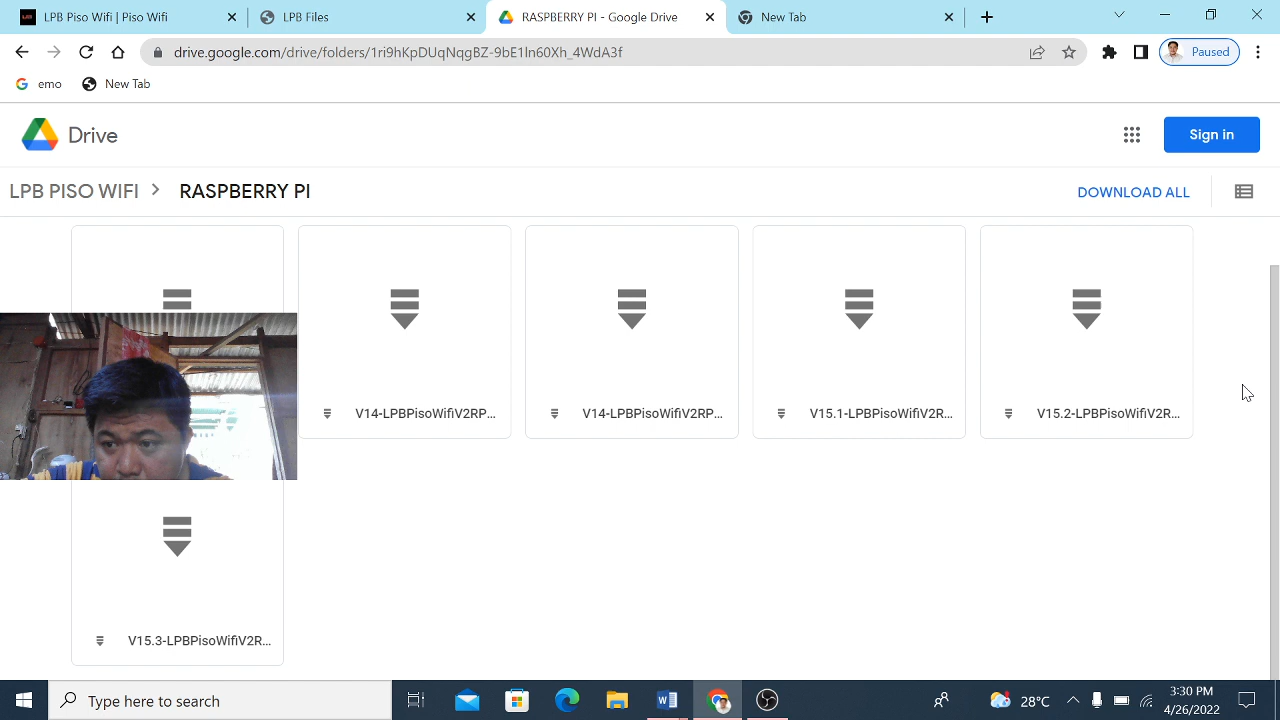 LPB Piso Wifi | Piso Wifi
LPB Files
RASPBERRY PI - Google Drive
New Tab
drive.google.com/drive/folders/1ri9hKpDUqNqgBZ-9bE1ln60Xh_4WdA3f
Paused
emo
New Tab
Drive
Sign in
LPB PISO WIFI
RASPBERRY PI
DOWNLOAD ALL
V14-LPBPisoWifiV2RP...
V14-LPBPisoWifiV2RP...
V15.1-LPBPisoWifiV2R...
V15.2-LPBPisoWifiV2R...
V15.3-LPBPisoWifiV2R...
Type here to search
28°C
3:30 PM
4/26/2022